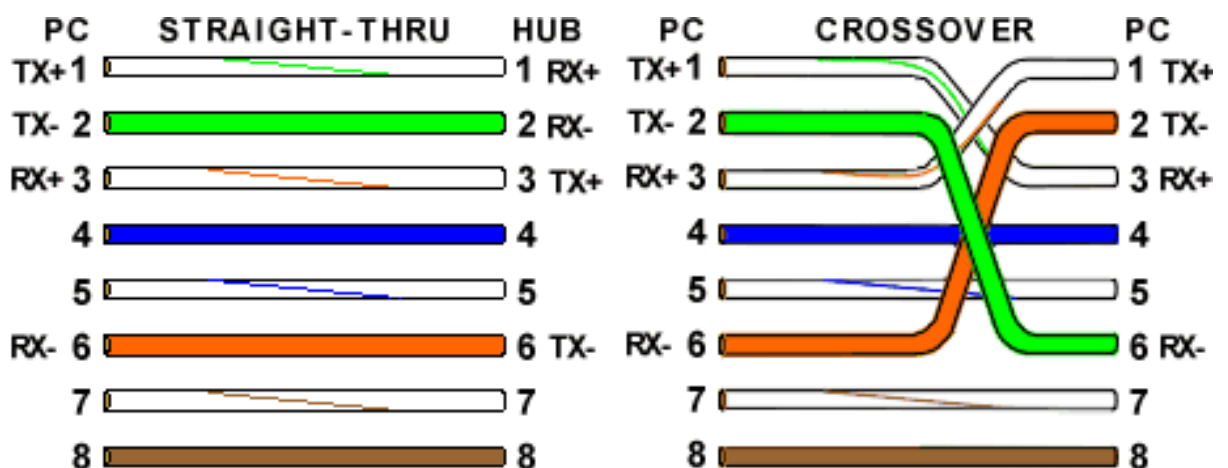 PC STRAIGHT-THRU HUB PC CROSSOVER PC
TX+ 1 1 RX+ TX+ 1 1 TX+
TX- 2 2 RX- TX- 2 2 TX-
RX+ 3 3 TX+ RX+ 3 3 RX+
4 4 4 4
5 5 5 5
RX- 6 6 TX- RX- 6 6 RX-
7 7 7 7
8 8 8 8